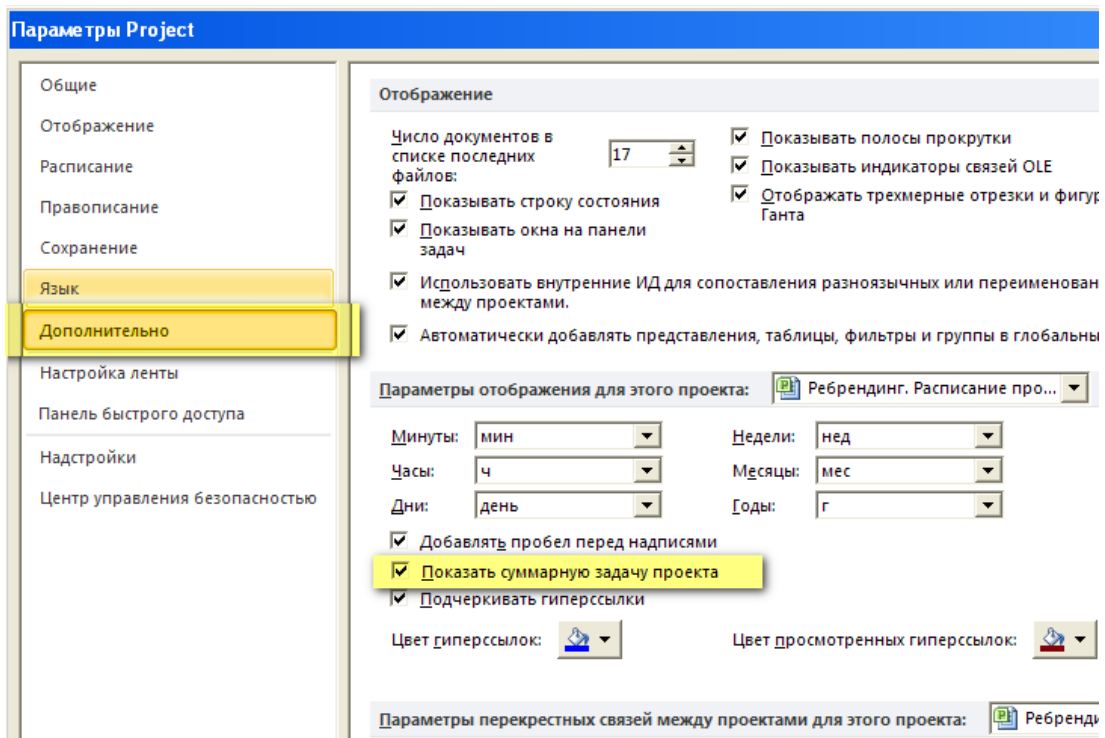 Параметры Project
Общие
Отображение
Расписание
Правописание
Сохранение
Язык
Дополнительно
Настройка ленты
Панель быстрого доступа
Надстройки
Центр управления безопасностью
Отображение
Число документов в
списке последних
файлов:
17
Показывать строку состояния
Показывать окна на панели
задач
Показывать полосы прокрутки
Показывать индикаторы связей OLE
Отображать трехмерные отрезки и фигур
Ганта
Использовать внутренние ИД для сопоставления разноязычных или переименован
между проектами.
Автоматически добавлять представления, таблицы, фильтры и группы в глобальны
Параметры отображения для этого проекта: Ребрендинг. Расписание про...
Минуты: мин Недели: нед
Часы: ч Месяцы: мес
Дни: день Годы: г
Добавлять пробел перед надписями
Показать суммарную задачу проекта
Подчеркивать гиперссылки
Цвет гиперссылок: Цвет просмотренных гиперссылок:
Параметры перекрестных связей между проектами для этого проекта: Ребренди